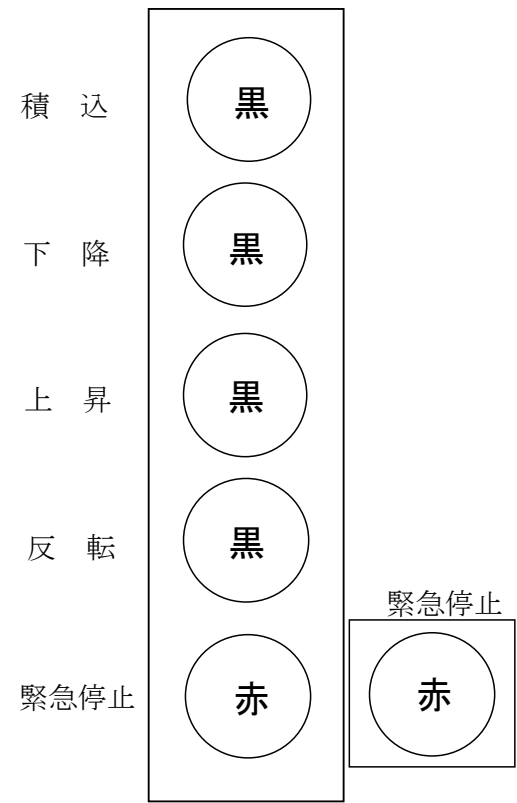 積　込　黒
下　降　黒
上　昇　黒
反　転　黒
緊急停止
緊急停止　赤　赤